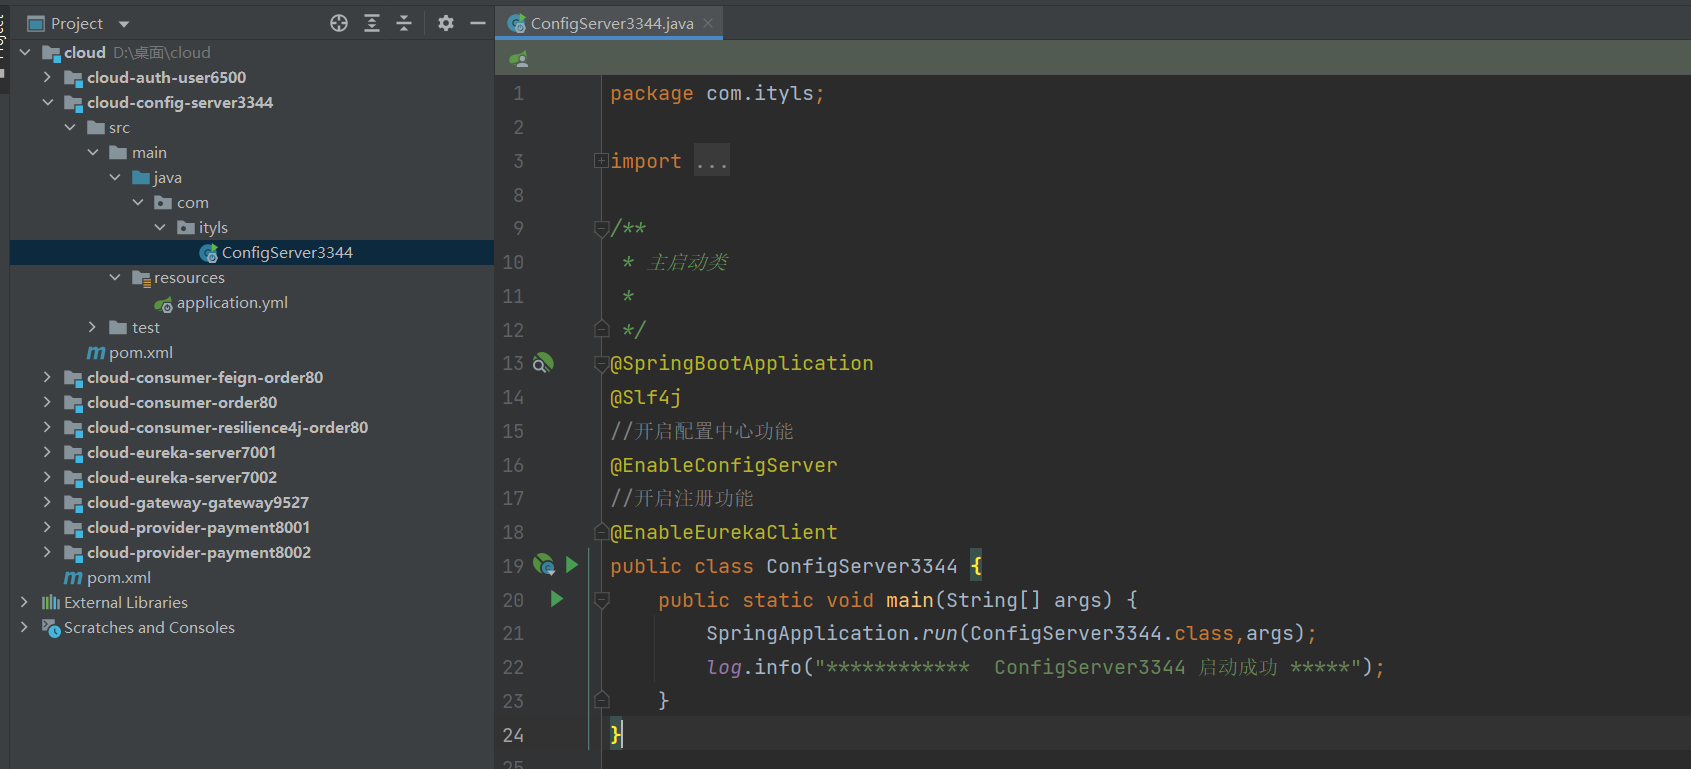 Project
cloud D:\桌面\cloud
cloud-auth-user6500
cloud-config-server3344
src
main
java
com
ityls
ConfigServer3344
resources
application.yml
test
pom.xml
cloud-consumer-feign-order80
cloud-consumer-order80
cloud-consumer-resilience4j-order80
cloud-eureka-server7001
cloud-eureka-server7002
cloud-gateway-gateway9527
cloud-provider-payment8001
cloud-provider-payment8002
pom.xml
External Libraries
Scratches and Consoles
ConfigServer3344.java
1 package com.ityls;
2
3 import ...
8
9 /**
10 * 主启动类
11 *
12 */
13 @SpringBootApplication
14 @Slf4j
15 //开启配置中心功能
16 @EnableConfigServer
17 //开启注册功能
18 @EnableEurekaClient
19 public class ConfigServer3344 {
20 public static void main(String[] args) {
21 SpringApplication.run(ConfigServer3344.class,args);
22 log.info("************  ConfigServer3344 启动成功 *****");
23 }
24 }
25